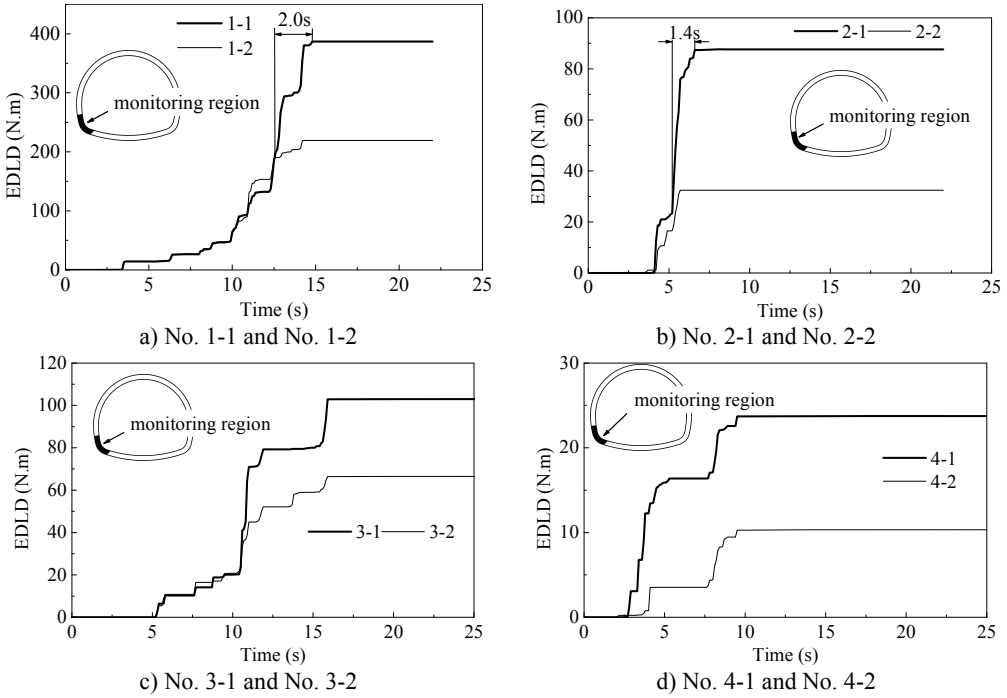 400
300
200
100
0
EDLD (N.m)
1-1
1-2
2.0s
monitoring region
0 5 10 15 20 25
Time (s)
a) No. 1-1 and No. 1-2
100
80
60
40
20
0
EDLD (N.m)
1.4s
2-1 2-2
monitoring region
0 5 10 15 20 25
Time (s)
b) No. 2-1 and No. 2-2
120
100
80
60
40
20
0
EDLD (N.m)
monitoring region
3-1 3-2
0 5 10 15 20 25
Time (s)
c) No. 3-1 and No. 3-2
30
20
10
0
EDLD (N.m)
monitoring region
4-1
4-2
0 5 10 15 20 25
Time (s)
d) No. 4-1 and No. 4-2